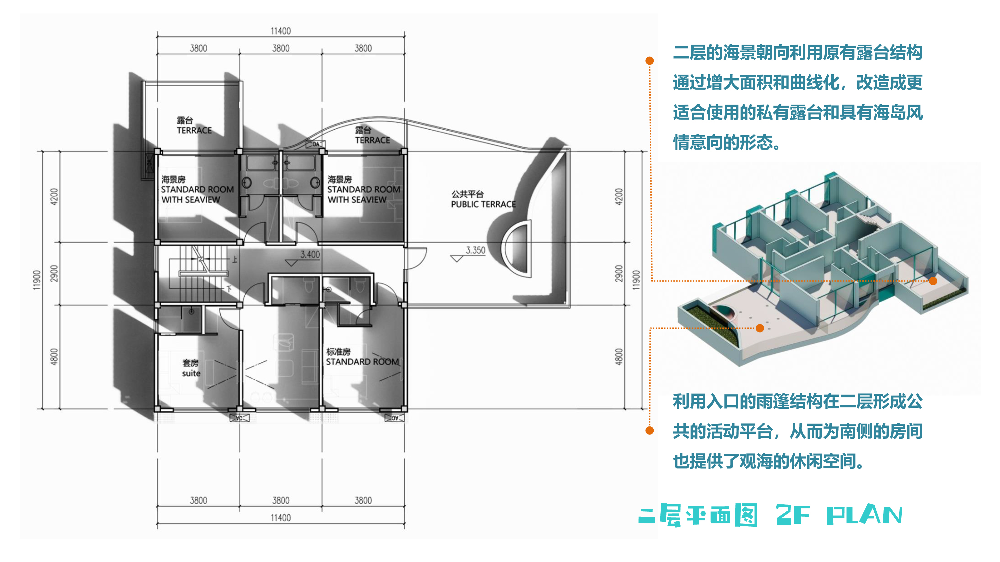 11400
3800 3800 3800
露台
TERRACE
露台
TERRACE
AC
AC
海景房
STANDARD ROOM
WITH SEAVIEW
海景房
STANDARD ROOM
WITH SEAVIEW
公共平台
PUBLIC TERRACE
上
下
3.400
3.350
套房
suite
标准房
STANDARD ROOM
AC
AC
4200
2900
4800
11900
4200
2900
4800
11900
3800 3800 3800
11400
二层的海景朝向利用原有露台结构
通过增大面积和曲线化，改造成更
适合使用的私有露台和具有海岛风
情意向的形态。
利用入口的雨篷结构在二层形成公
共的活动平台，从而为南侧的房间
也提供了观海的休闲空间。
二层平面图 2F PLAN